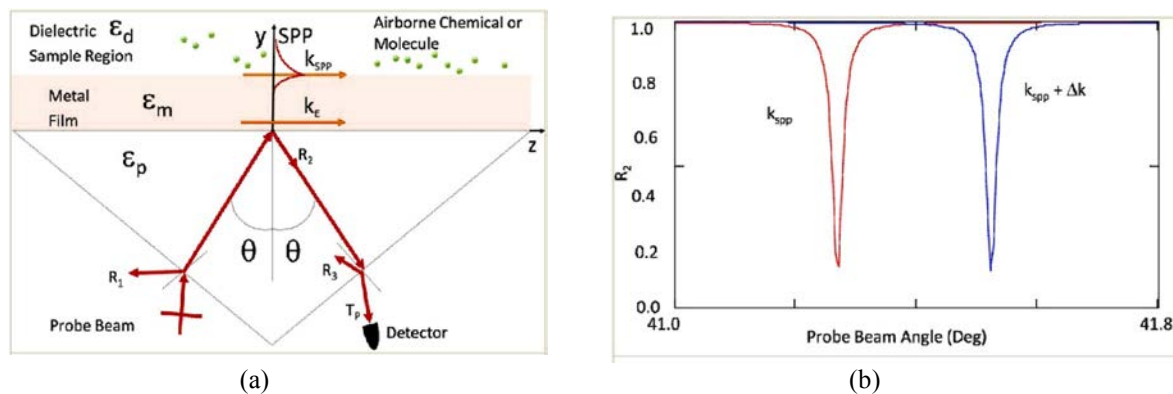 Dielectric εd
Sample Region
y SPP
Airborne Chemical or
Molecule
kSPP
Metal
Film
εm
kE
z
εp
R2
θ θ
R1
R3
Probe Beam
TP
Detector
(a)
1.0
0.8
0.6
0.4
0.2
0.0
R2
kspp
kspp + Δk
41.0
41.8
Probe Beam Angle (Deg)
(b)